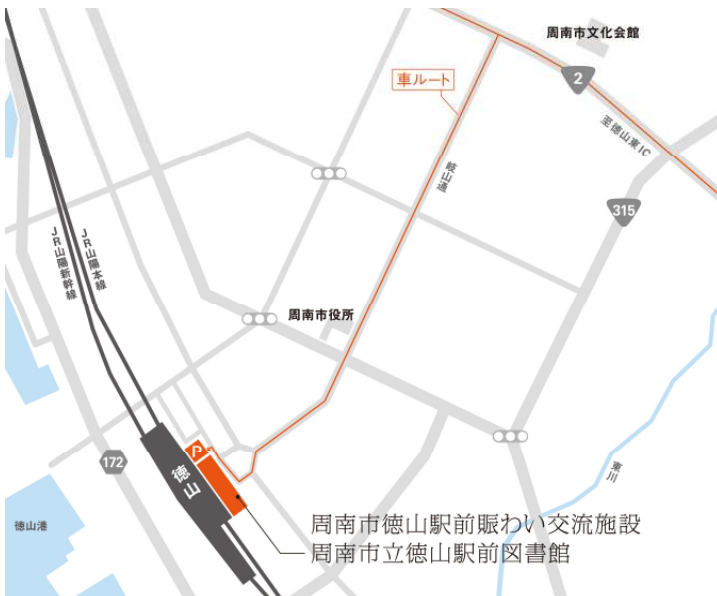 周南市文化会館
2
車ルート
至徳山東IC
岐山通
315
JR山陽本線
JR山陽新幹線
周南市役所
P
徳山
172
東川
徳山港
周南市徳山駅前賑わい交流施設
周南市立徳山駅前図書館